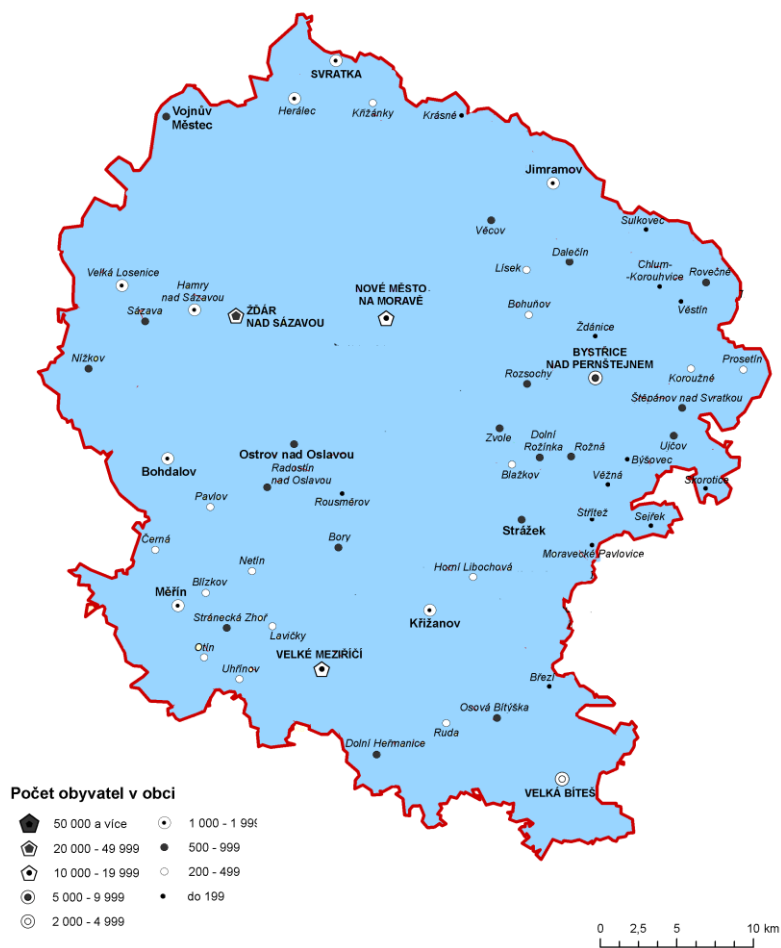 SVRATKA
Herálec
Křižánky
Krásné
Vojnův
Městec
Jimramov
Sulkovec
Věcov
Dalečín
Lísek
Chlum-
-Korouhvice
Rovečné
Velká Losenice
Hamry
nad Sázavou
Sázava
ŽĎÁR
NAD SÁZAVOU
NOVÉ MĚSTO
NA MORAVĚ
Bohuňov
Věstín
Ždánice
BYSTŘICE
NAD PERNŠTEJNEM
Nížkov
Rozsochy
Koroužné
Prosetín
Štěpánov nad Svratkou
Zvole
Dolní
Rožínka
Rožná
Ujčov
Ostrov nad Oslavou
Bohdalov
Radostín
nad Oslavou
Blažkov
Býšovec
Věžná
Skorotice
Pavlov
Rousměrov
Strážek
Střítež
Sejřek
Černá
Bory
Moravecké Pavlovice
Netín
Horní Libochová
Blízkov
Měřín
Stránecká Zhoř
Lavičky
Křižanov
Otín
VELKÉ MEZIŘÍČÍ
Uhřínov
Březí
Osová Bítýška
Ruda
Dolní Heřmanice
VELKÁ BÍTEŠ
Počet obyvatel v obci
50 000 a více
20 000 - 49 999
10 000 - 19 999
5 000 - 9 999
2 000 - 4 999
1 000 - 1 999
500 - 999
200 - 499
do 199
0 2,5 5 10 km